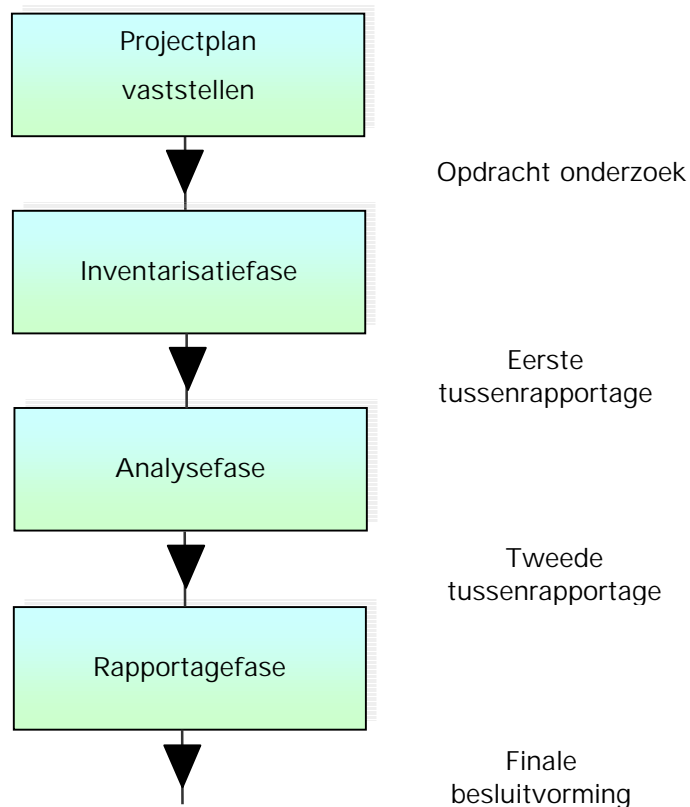 Projectplan
vaststellen
Opdracht onderzoek
Inventarisatiefase
Eerste
tussenrapportage
Analysefase
Tweede
tussenrapportage
Rapportagefase
Finale
besluitvorming